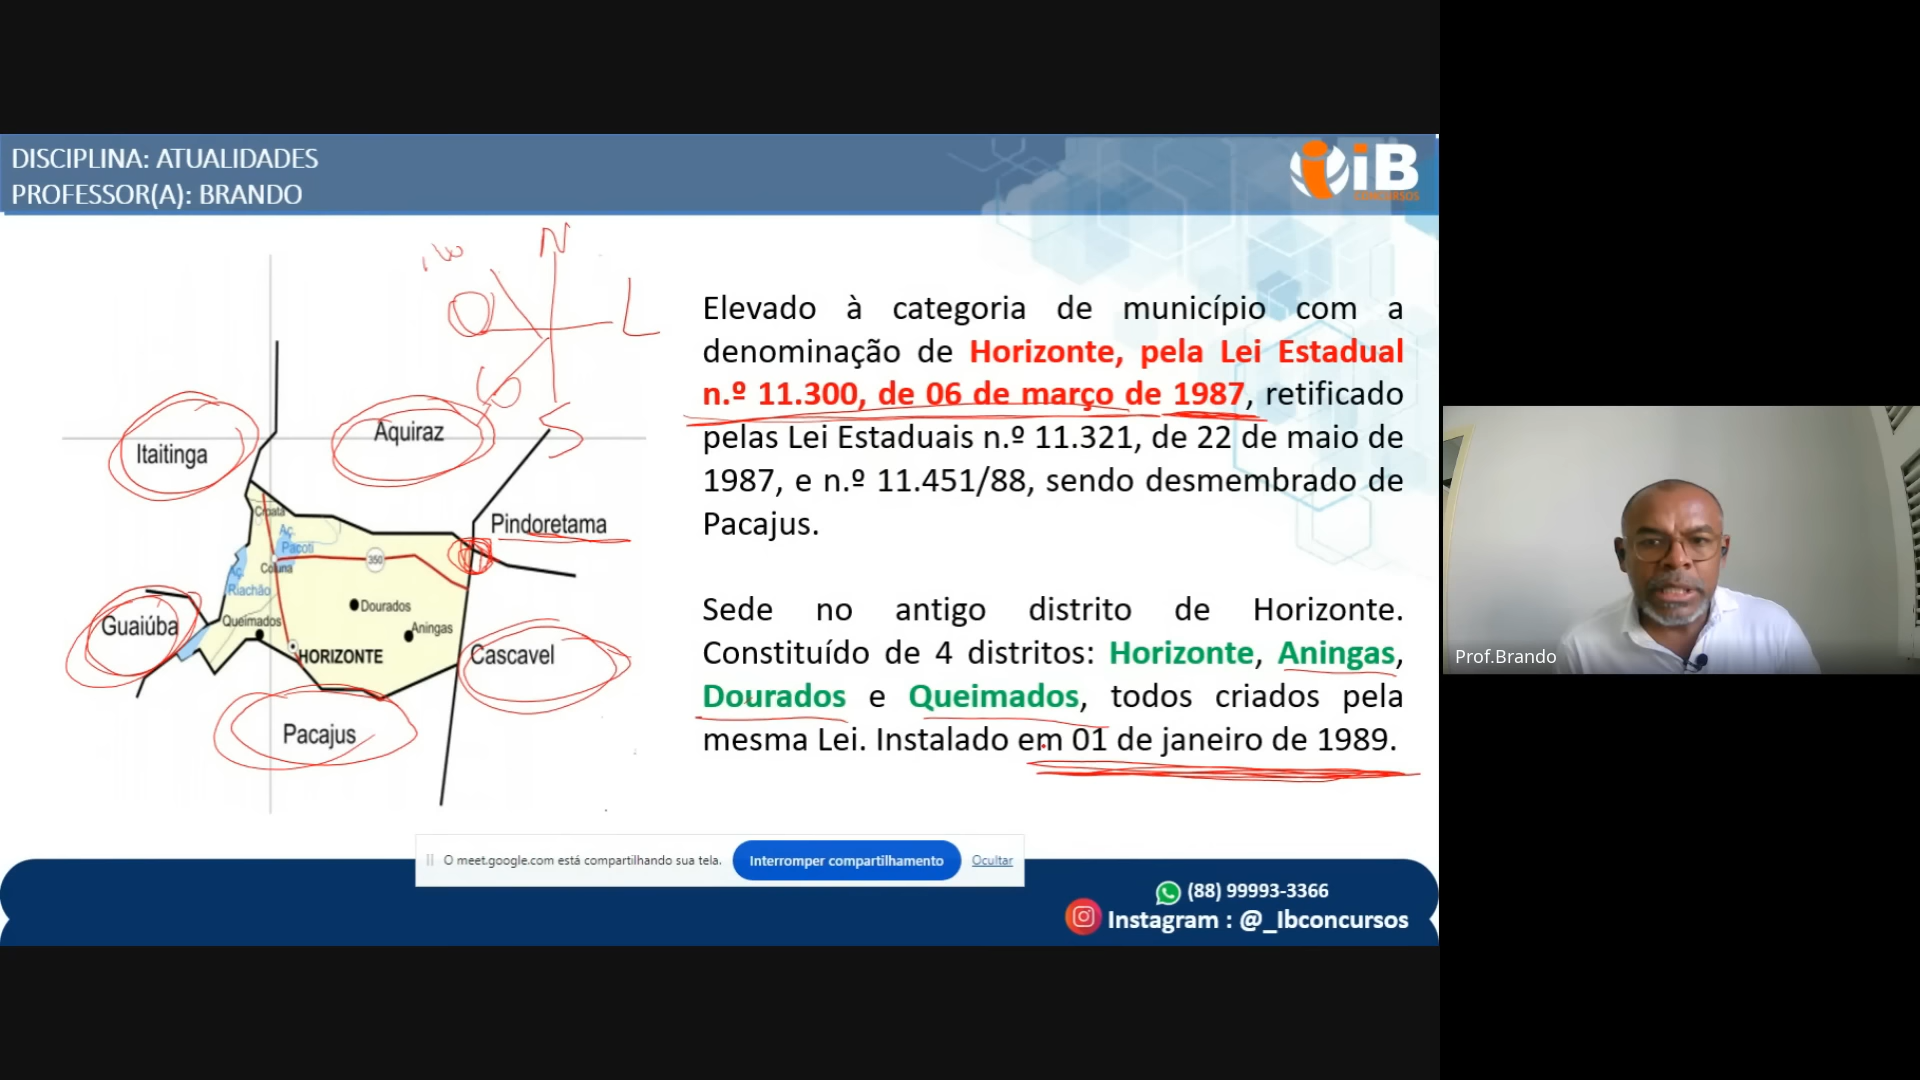 DISCIPLINA: ATUALIDADES
PROFESSOR(A): BRANDO
iB
CONCURSOS
N
O
L
S
Itaitinga
Aquiraz
Pindoretama
Croatá
Aç.
Pacoti
350
Coluna
Aç.
Riachão
Guaiúba
Queimados
Dourados
Aningas
HORIZONTE
Cascavel
Pacajus
Elevado à categoria de município com a
denominação de Horizonte, pela Lei Estadual
n.º 11.300, de 06 de março de 1987, retificado
pelas Lei Estaduais n.º 11.321, de 22 de maio de
1987, e n.º 11.451/88, sendo desmembrado de
Pacajus.
Sede no antigo distrito de Horizonte.
Constituído de 4 distritos: Horizonte, Aningas,
Dourados e Queimados, todos criados pela
mesma Lei. Instalado em 01 de janeiro de 1989.
O meet.google.com está compartilhando sua tela.
Interromper compartilhamento
Ocultar
(88) 99993-3366
Instagram : @_Ibconcursos
Prof.Brando